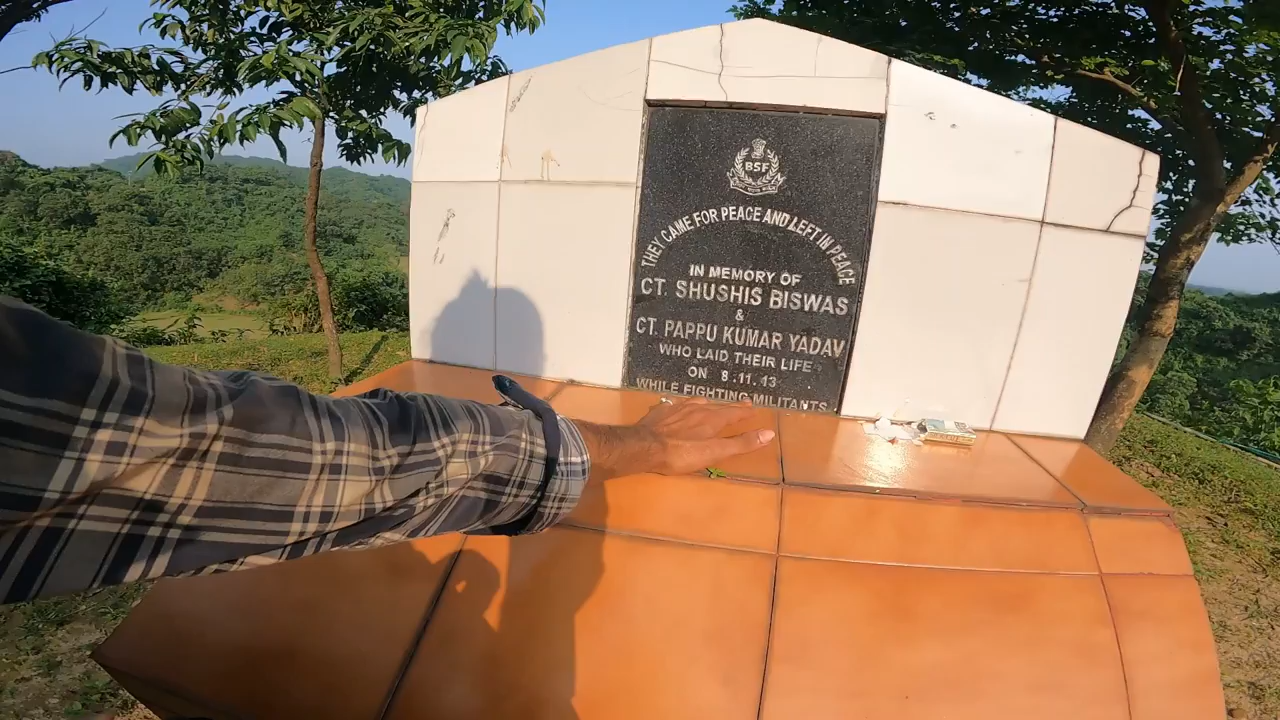 BSF
THEY CAME FOR PEACE AND LEFT IN PEACE
IN MEMORY OF
CT. SHUSHIS BISWAS
&
CT. PAPPU KUMAR YADAV
WHO LAID THEIR LIFE
ON 8.11.13
WHILE FIGHTING MILITANTS